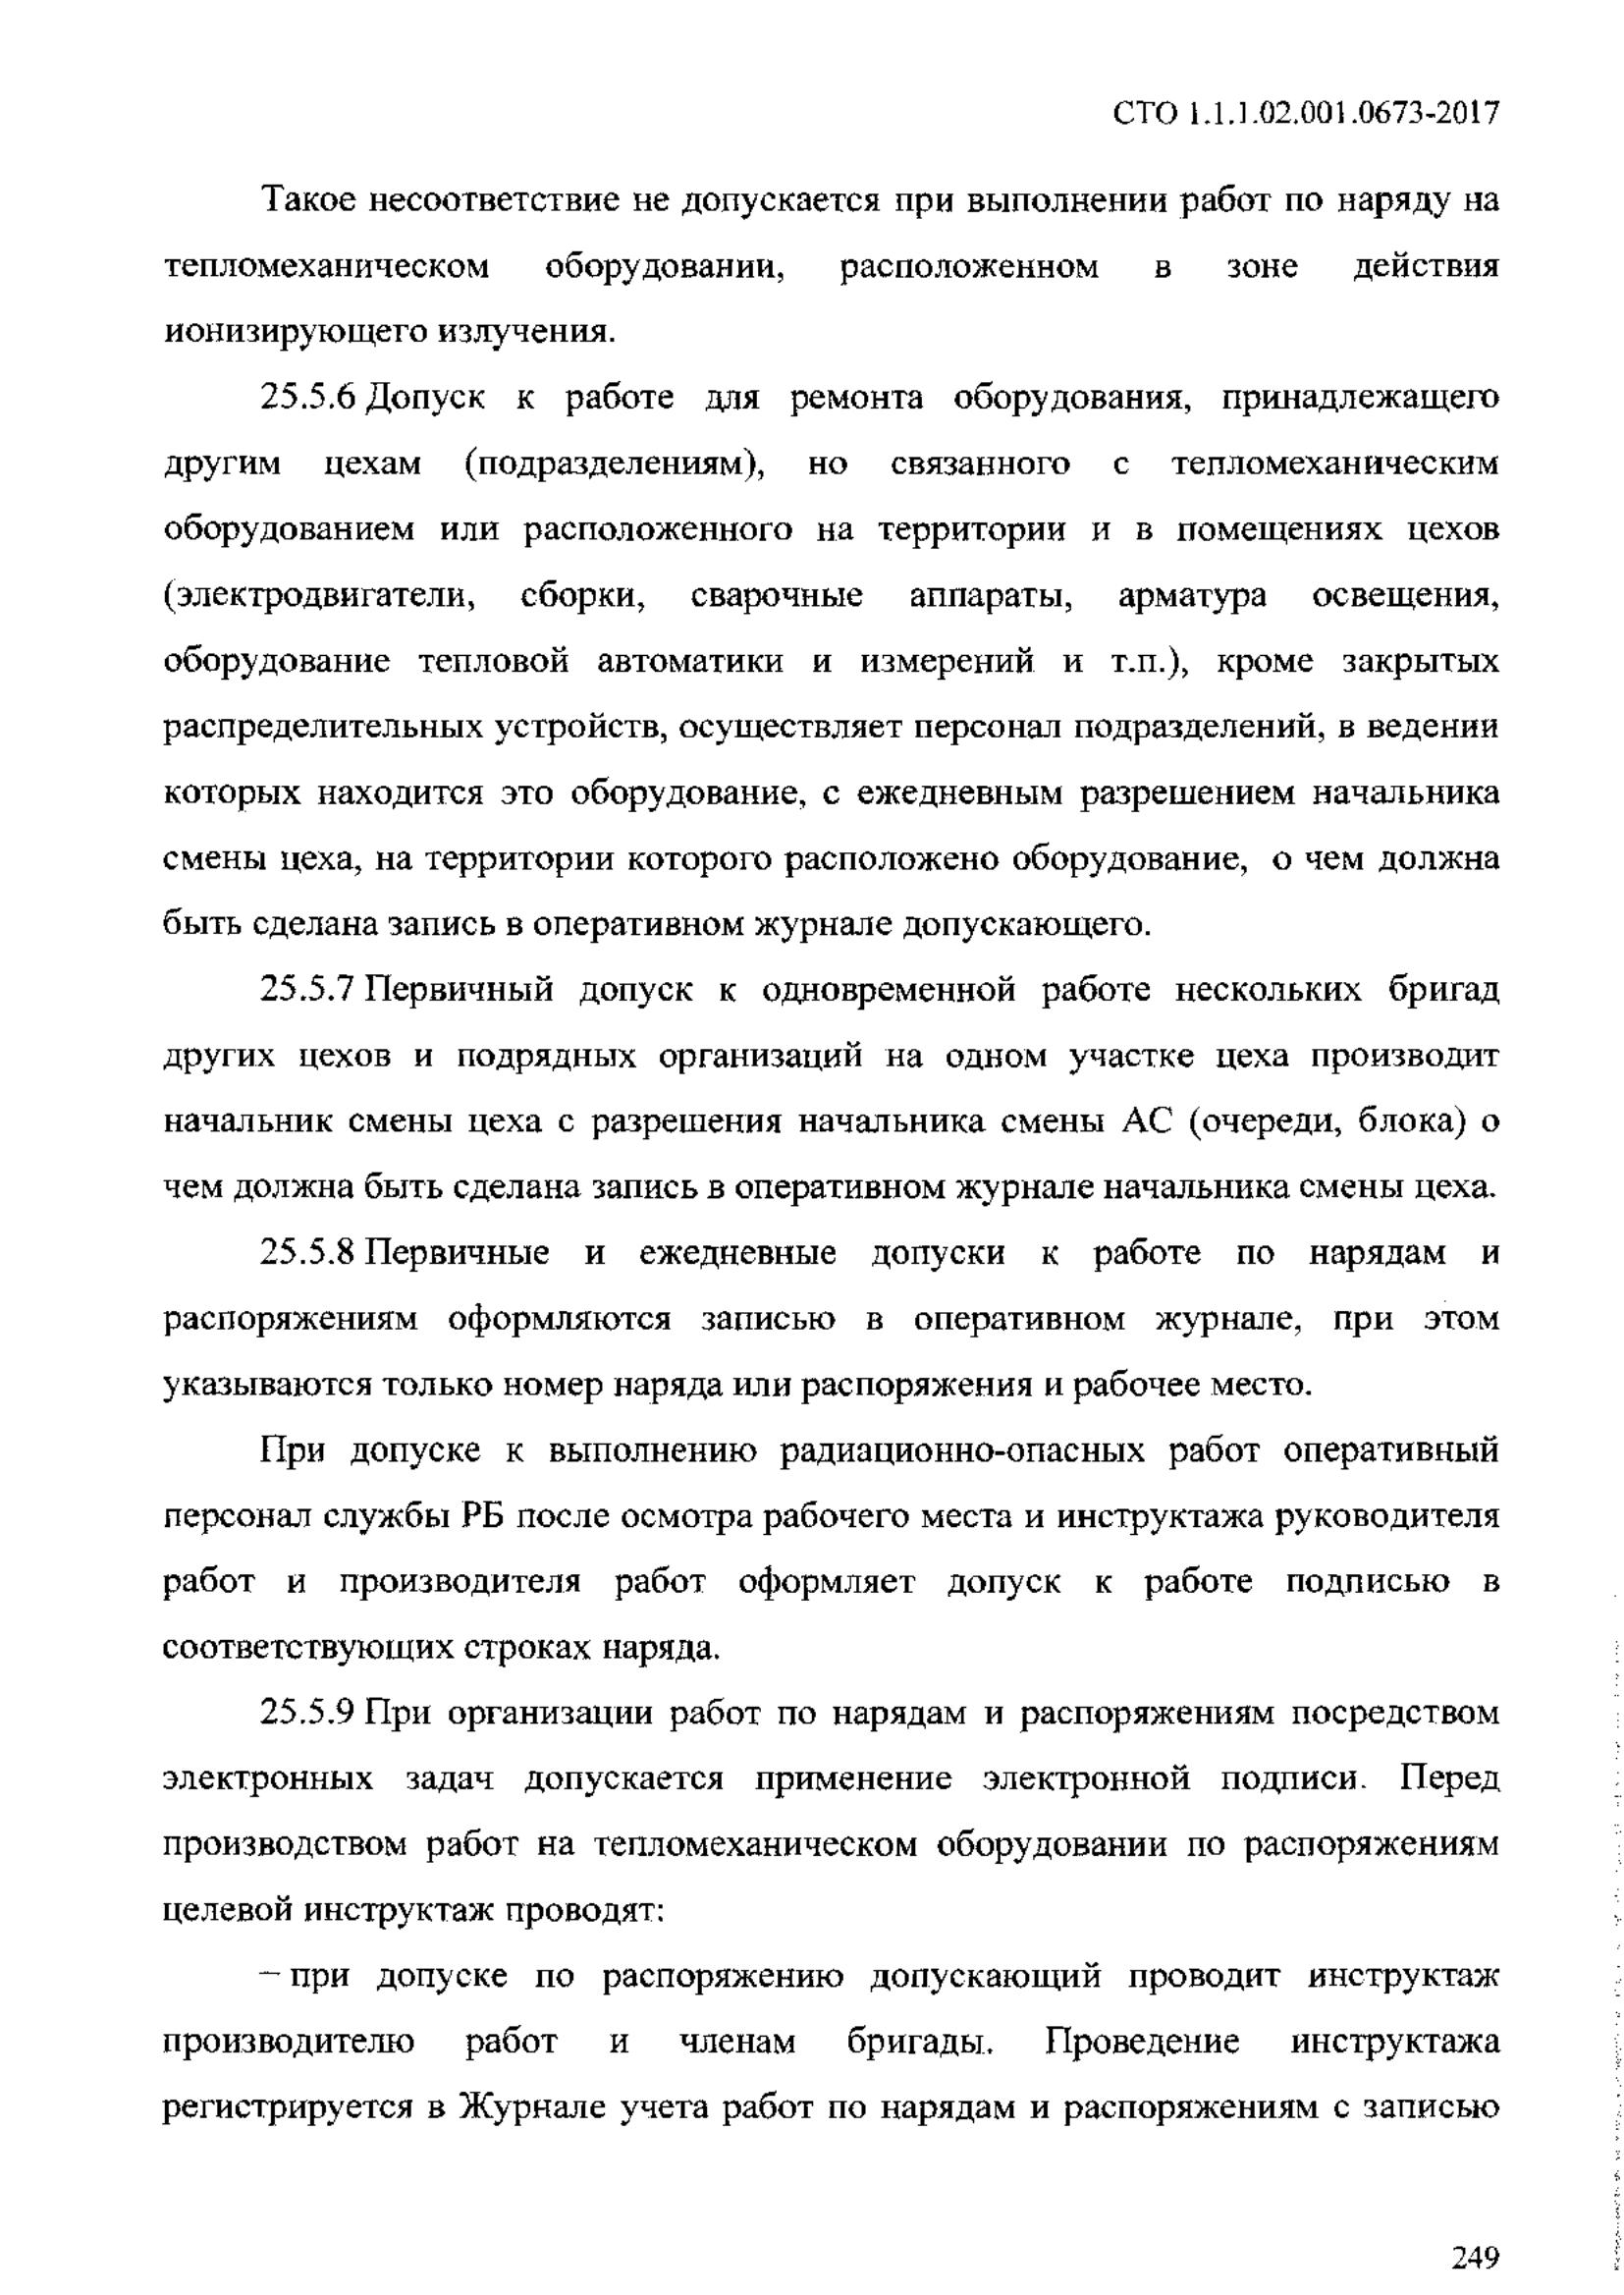 СТО 1.1.1.02.001.0673-2017
Такое несоответствие не допускается при выполнении работ по наряду на
тепломеханическом оборудовании, расположенном в зоне действия
ионизирующего излучения.
25.5.6 Допуск к работе для ремонта оборудования, принадлежащего
другим цехам (подразделениям), но связанного с тепломеханическим
оборудованием или расположенного на территории и в помещениях цехов
(электродвигатели, сборки, сварочные аппараты, арматура освещения,
оборудование тепловой автоматики и измерений и т.п.), кроме закрытых
распределительных устройств, осуществляет персонал подразделений, в ведении
которых находится это оборудование, с ежедневным разрешением начальника
смены цеха, на территории которого расположено оборудование, о чем должна
быть сделана запись в оперативном журнале допускающего.
25.5.7 Первичный допуск к одновременной работе нескольких бригад
других цехов и подрядных организаций на одном участке цеха производит
начальник смены цеха с разрешения начальника смены АС (очереди, блока) о
чем должна быть сделана запись в оперативном журнале начальника смены цеха.
25.5.8 Первичные и ежедневные допуски к работе по нарядам и
распоряжениям оформляются записью в оперативном журнале, при этом
указываются только номер наряда или распоряжения и рабочее место.
При допуске к выполнению радиационно-опасных работ оперативный
персонал службы РБ после осмотра рабочего места и инструктажа руководителя
работ и производителя работ оформляет допуск к работе подписью в
соответствующих строках наряда.
25.5.9 При организации работ по нарядам и распоряжениям посредством
электронных задач допускается применение электронной подписи. Перед
производством работ на тепломеханическом оборудовании по распоряжениям
целевой инструктаж проводят:
– при допуске по распоряжению допускающий проводит инструктаж
производителю работ и членам бригады. Проведение инструктажа
регистрируется в Журнале учета работ по нарядам и распоряжениям с записью
249